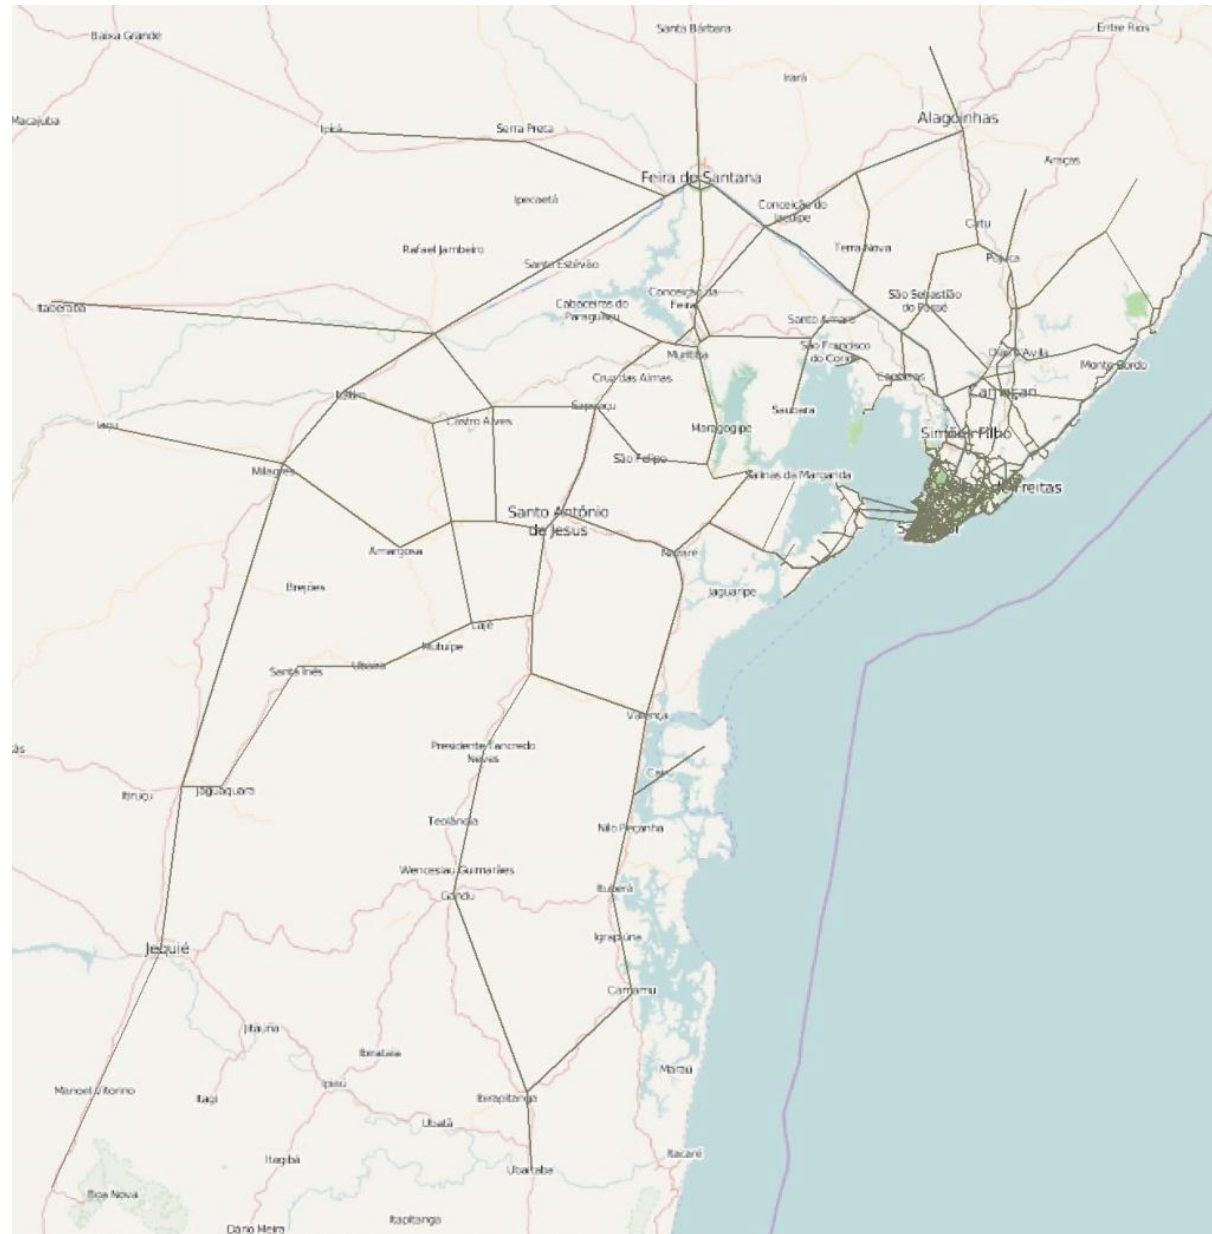 Santa Bárbara
Entre Rios
Baixa Grande
Irará
Macajuba
Ipirá
Serra Preta
Alagoinhas
Araças
Feira de Santana
Ipecaetá
Conceição do
Jacuípe
Catu
Rafael Jambeiro
Terra Nova
Pojuca
Santo Estêvão
Itaberaba
Cabaceiras do
Paraguaçu
Conceição da
Feira
São Sebastião
do Passé
Santo Amaro
Muritiba
São Francisco
do Conde
Dias d'Ávila
Monte Gordo
Cruz das Almas
Candeias
Camaçari
Itatim
Castro Alves
Sapeaçu
Saubara
Iaçu
Maragogipe
Simões Filho
Milagres
São Felipe
Salinas da Margarida
de Freitas
Santo Antônio
de Jesus
Amargosa
Nazaré
Brejões
Jaguaripe
Laje
Mutuípe
Santa Inês
Ubaíra
Valença
Presidente Tancredo
Neves
Itiruçu
Jaguaquara
Teolândia
Nilo Peçanha
Wenceslau Guimarães
Gandu
Ituberá
Igrapiúna
Jequié
Camamu
Jitaúna
Ibirataia
Maraú
Manoel Vitorino
Itagi
Ipiaú
Ibirapitanga
Ubatã
Itagibá
Ubaitaba
Itacaré
Boa Nova
Itapitanga
Dário Meira